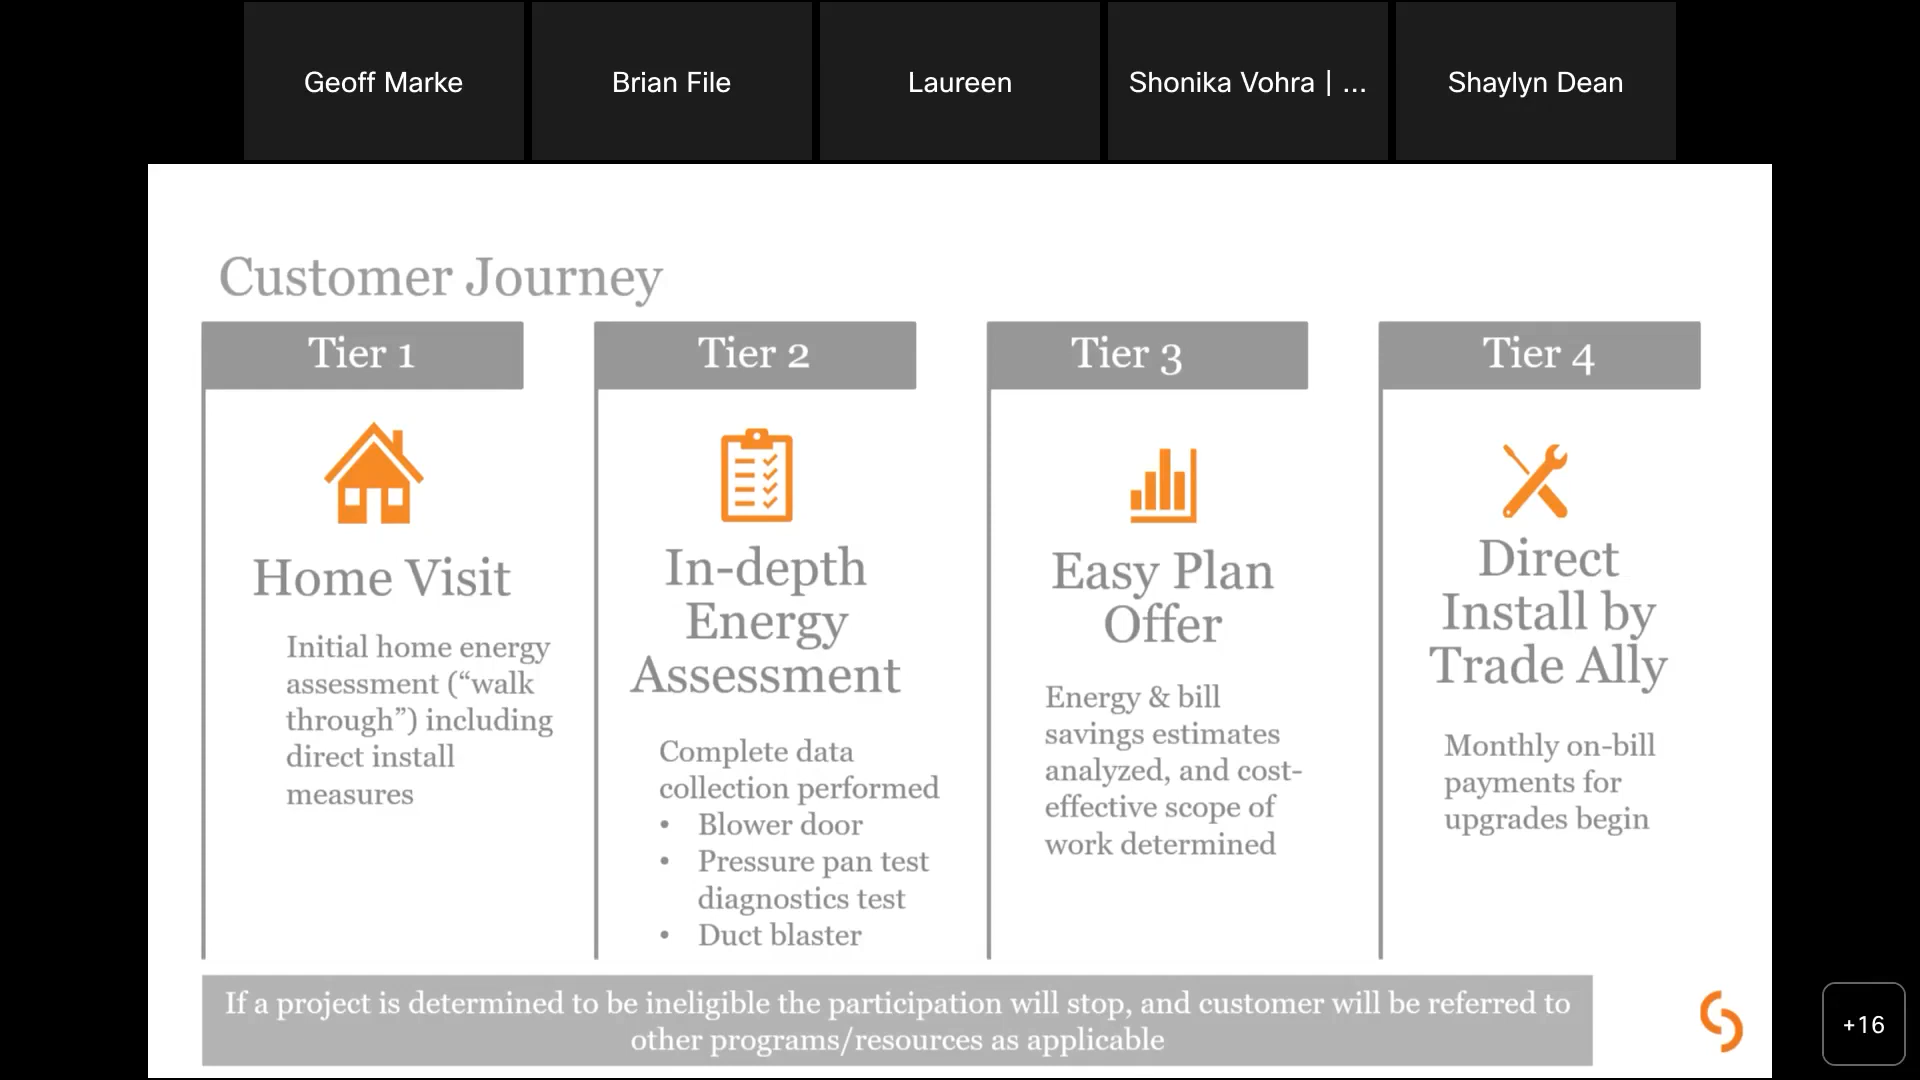 Geoff Marke
Brian File
Laureen
Shonika Vohra | ...
Shaylyn Dean
Customer Journey
Tier 1
Home Visit
Initial home energy
assessment (“walk
through”) including
direct install
measures
Tier 2
In-depth
Energy
Assessment
Complete data
collection performed
• Blower door
• Pressure pan test
diagnostics test
• Duct blaster
Tier 3
Easy Plan
Offer
Energy & bill
savings estimates
analyzed, and cost-
effective scope of
work determined
Tier 4
Direct
Install by
Trade Ally
Monthly on-bill
payments for
upgrades begin
If a project is determined to be ineligible the participation will stop, and customer will be referred to
other programs/resources as applicable
+16